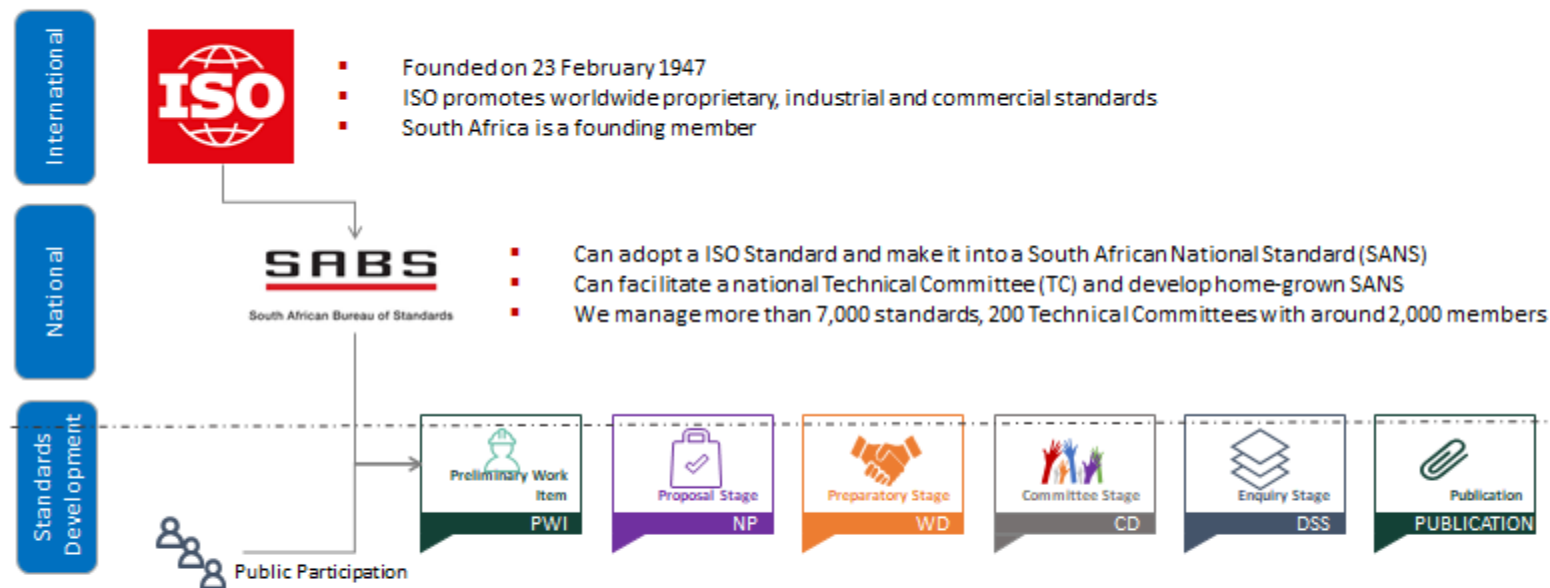 International
ISO
Founded on 23 February 1947
ISO promotes worldwide proprietary, industrial and commercial standards
South Africa is a founding member
National
SABS
South African Bureau of Standards
Can adopt a ISO Standard and make it into a South African National Standard (SANS)
Can facilitate a national Technical Committee (TC) and develop home-grown SANS
We manage more than 7,000 standards, 200 Technical Committees with around 2,000 members
Standards
Development
Preliminary Work
Item
PWI
Proposal Stage
NP
Preparatory Stage
WD
Committee Stage
CD
Enquiry Stage
DSS
Publication
PUBLICATION
Public Participation